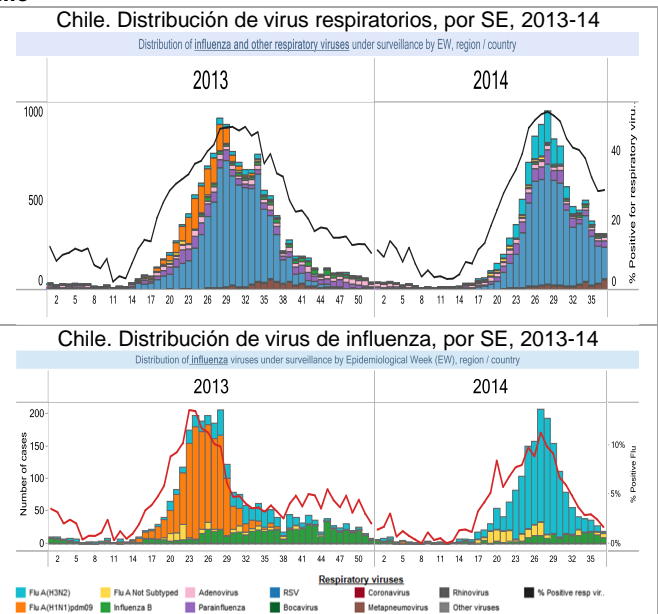 Chile. Distribución de virus respiratorios, por SE, 2013-14
Distribution of influenza and other respiratory viruses under surveillance by EW, region / country
2013 2014
1000
500
0
40
20
0
% Positive for respiratory viru..
2 5 8 11 14 17 20 23 26 29 32 35 38 41 44 47 50 2 5 8 11 14 17 20 23 26 29 32 35
Chile. Distribución de virus de influenza, por SE, 2013-14
Distribution of influenza viruses under surveillance by Epidemiological Week (EW), region / country
2013 2014
Number of cases
200
150
100
50
0
10%
5%
0%
% Positive Flu
2 5 8 11 14 17 20 23 26 29 32 35 38 41 44 47 50 2 5 8 11 14 17 20 23 26 29 32 35
Respiratory viruses
Flu A(H3N2) Flu A Not Subtyped Adenovirus RSV Coronavirus Rhinovirus % Positive resp vir..
Flu A(H1N1)pdm09 Influenza B Parainfluenza Bocavirus Metapneumovirus Other viruses